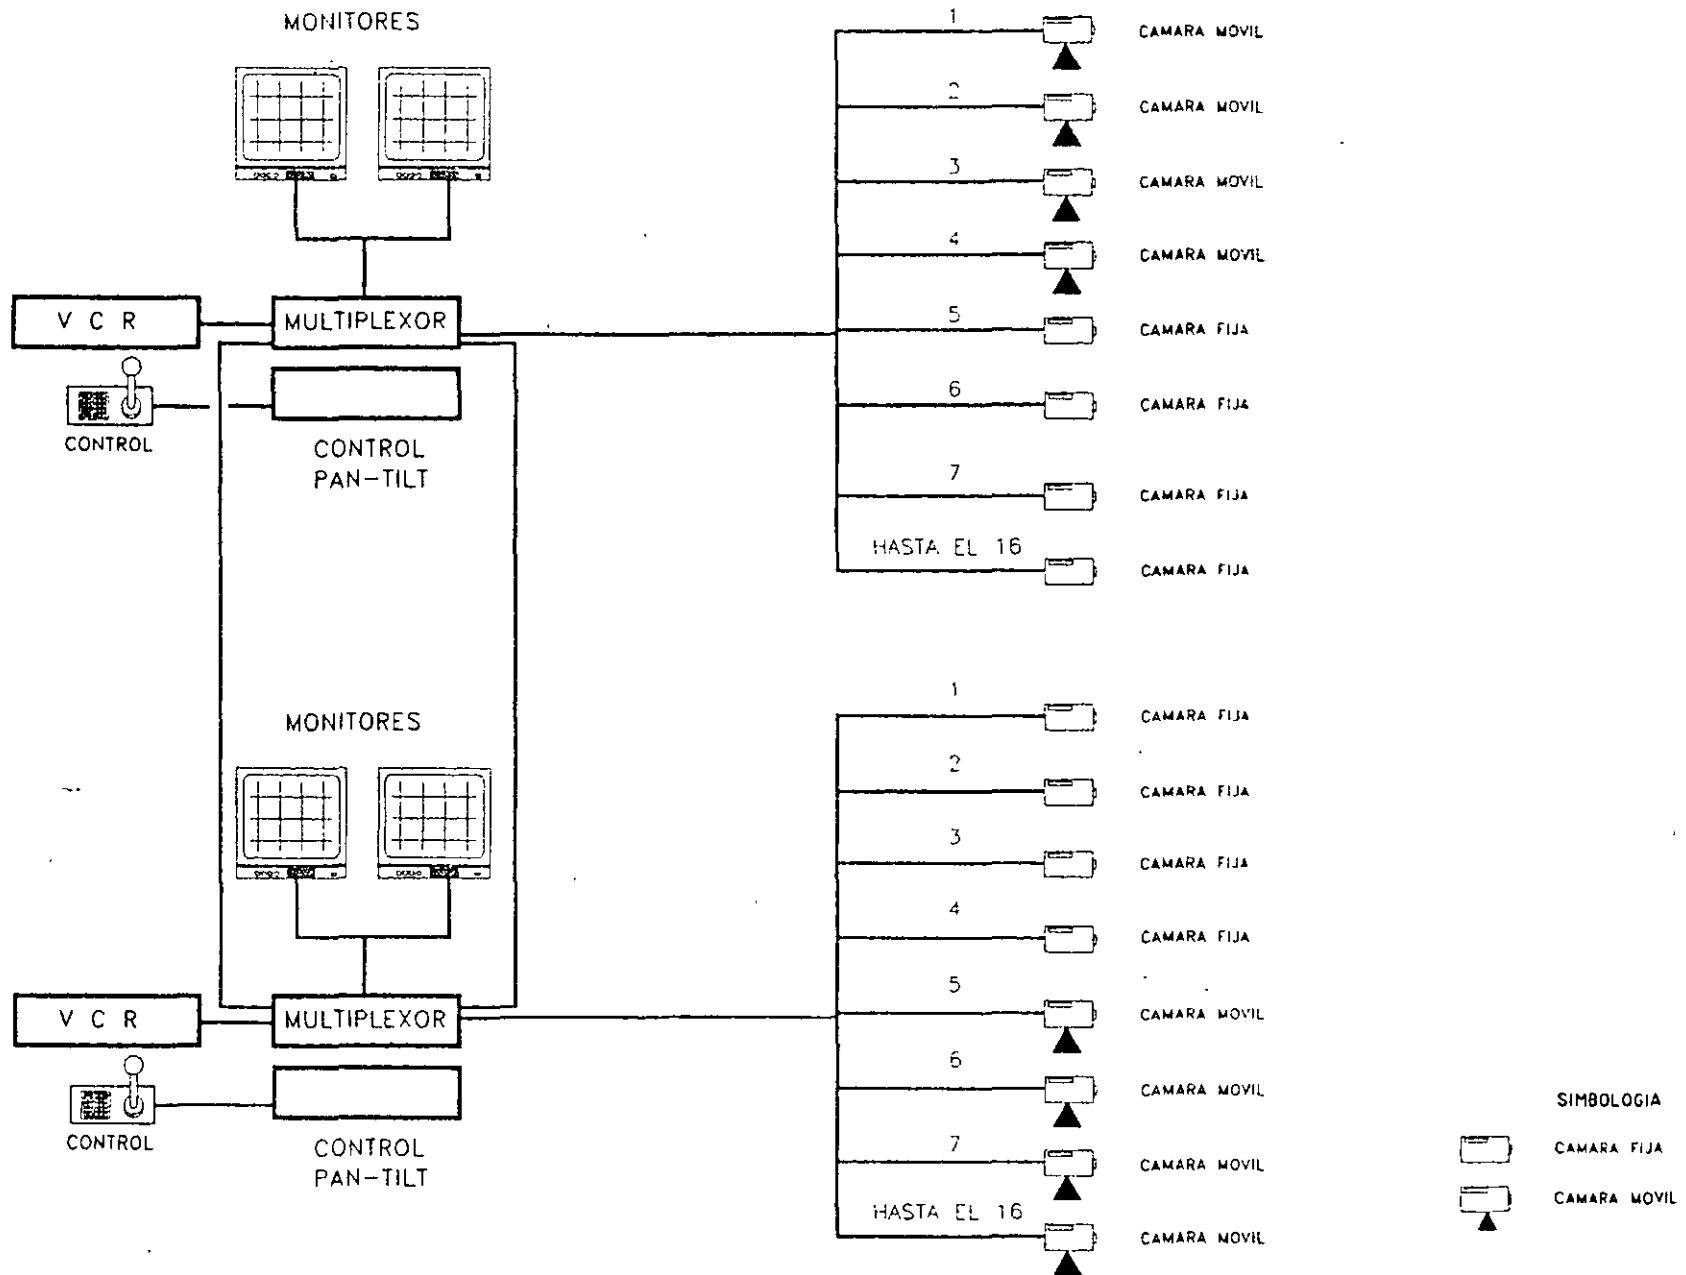 MONITORES
V C R
MULTIPLEXOR
CONTROL
CONTROL
PAN-TILT
1
CAMARA MOVIL
2
CAMARA MOVIL
3
CAMARA MOVIL
4
CAMARA MOVIL
5
CAMARA FIJA
6
CAMARA FIJA
7
CAMARA FIJA
HASTA EL 16
CAMARA FIJA
MONITORES
V C R
MULTIPLEXOR
CONTROL
CONTROL
PAN-TILT
1
CAMARA FIJA
2
CAMARA FIJA
3
CAMARA FIJA
4
CAMARA FIJA
5
CAMARA MOVIL
6
CAMARA MOVIL
7
CAMARA MOVIL
HASTA EL 16
CAMARA MOVIL
SIMBOLOGIA
CAMARA FIJA
CAMARA MOVIL